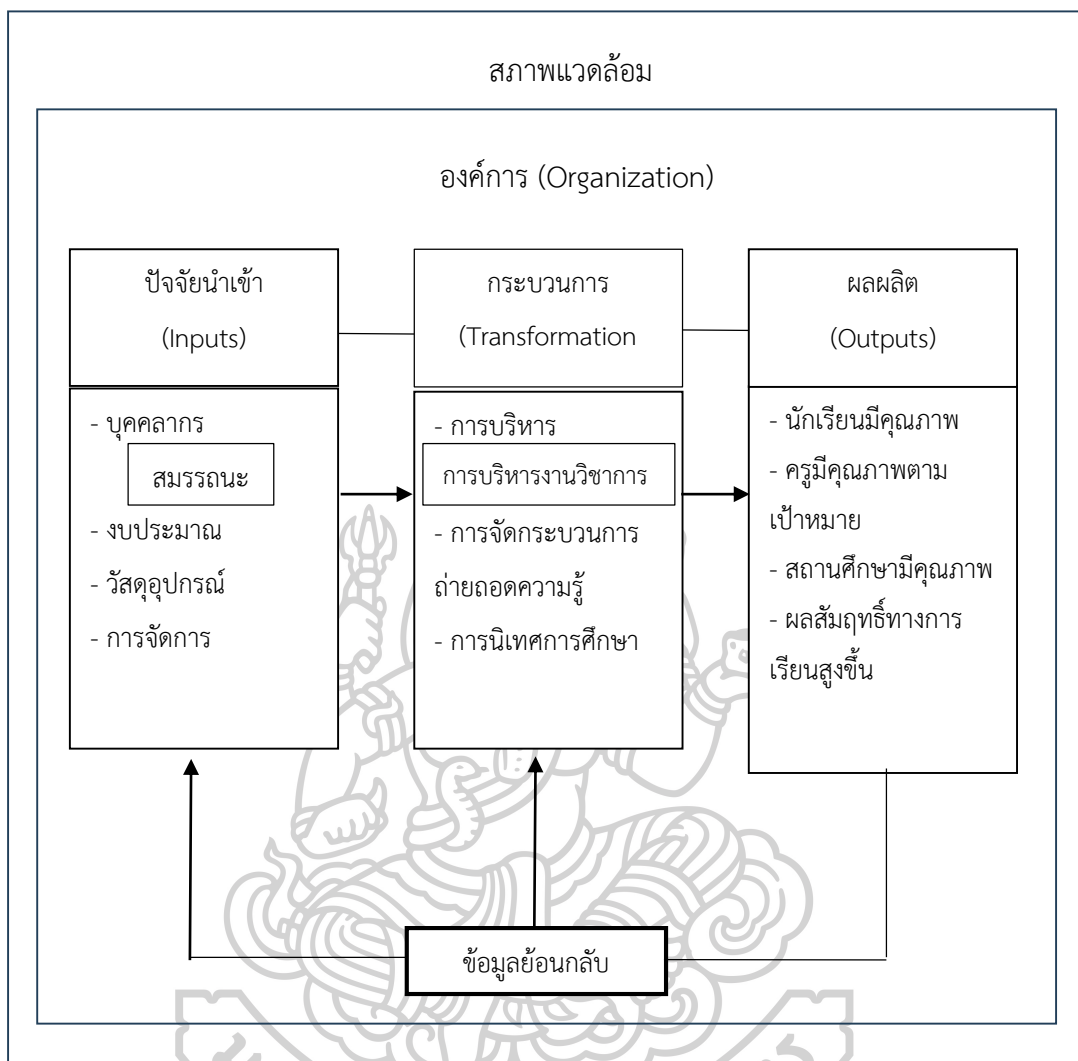 สภาพแวดล้อม
องค์การ (Organization)
ปัจจัยนำเข้า
(Inputs)
กระบวนการ
(Transformation
ผลผลิต
(Outputs)
- บุคคลากร
สมรรถนะ
- งบประมาณ
- วัสดุอุปกรณ์
- การจัดการ
- การบริหาร
การบริหารงานวิชาการ
- การจัดกระบวนการ
ถ่ายถอดความรู้
- การนิเทศการศึกษา
- นักเรียนมีคุณภาพ
- ครูมีคุณภาพตาม
เป้าหมาย
- สถานศึกษามีคุณภาพ
- ผลสัมฤทธิ์ทางการ
เรียนสูงขึ้น
ข้อมูลย้อนกลับ